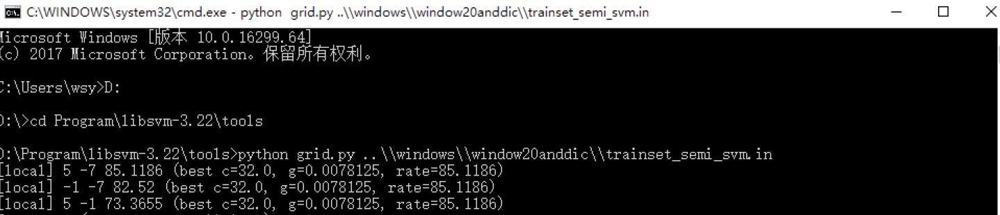 C:\WINDOWS\system32\cmd.exe - python  grid.py ..\\windows\\window20anddic\\trainset_semi_svm.in
Microsoft Windows [版本 10.0.16299.64]
(c) 2017 Microsoft Corporation。保留所有权利。
C:\Users\wsy>D:
D:\>cd Program\libsvm-3.22\tools
D:\Program\libsvm-3.22\tools>python grid.py ..\\windows\\window20anddic\\trainset_semi_svm.in
[local] 5 -7 85.1186 (best c=32.0, g=0.0078125, rate=85.1186)
[local] -1 -7 82.52 (best c=32.0, g=0.0078125, rate=85.1186)
[local] 5 -1 73.3655 (best c=32.0, g=0.0078125, rate=85.1186)